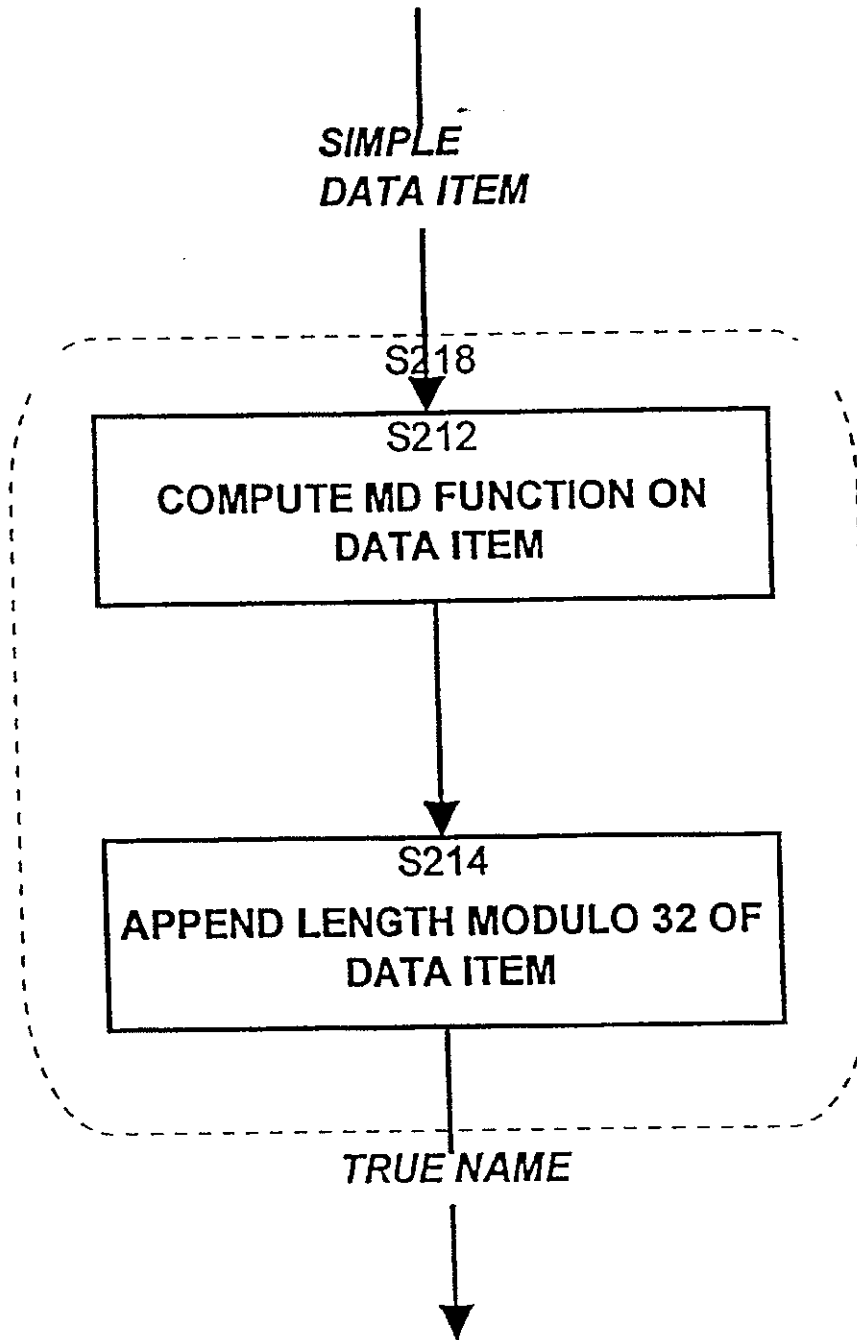 SIMPLE
DATA ITEM
S218
S212
COMPUTE MD FUNCTION ON
DATA ITEM
S214
APPEND LENGTH MODULO 32 OF
DATA ITEM
TRUE NAME